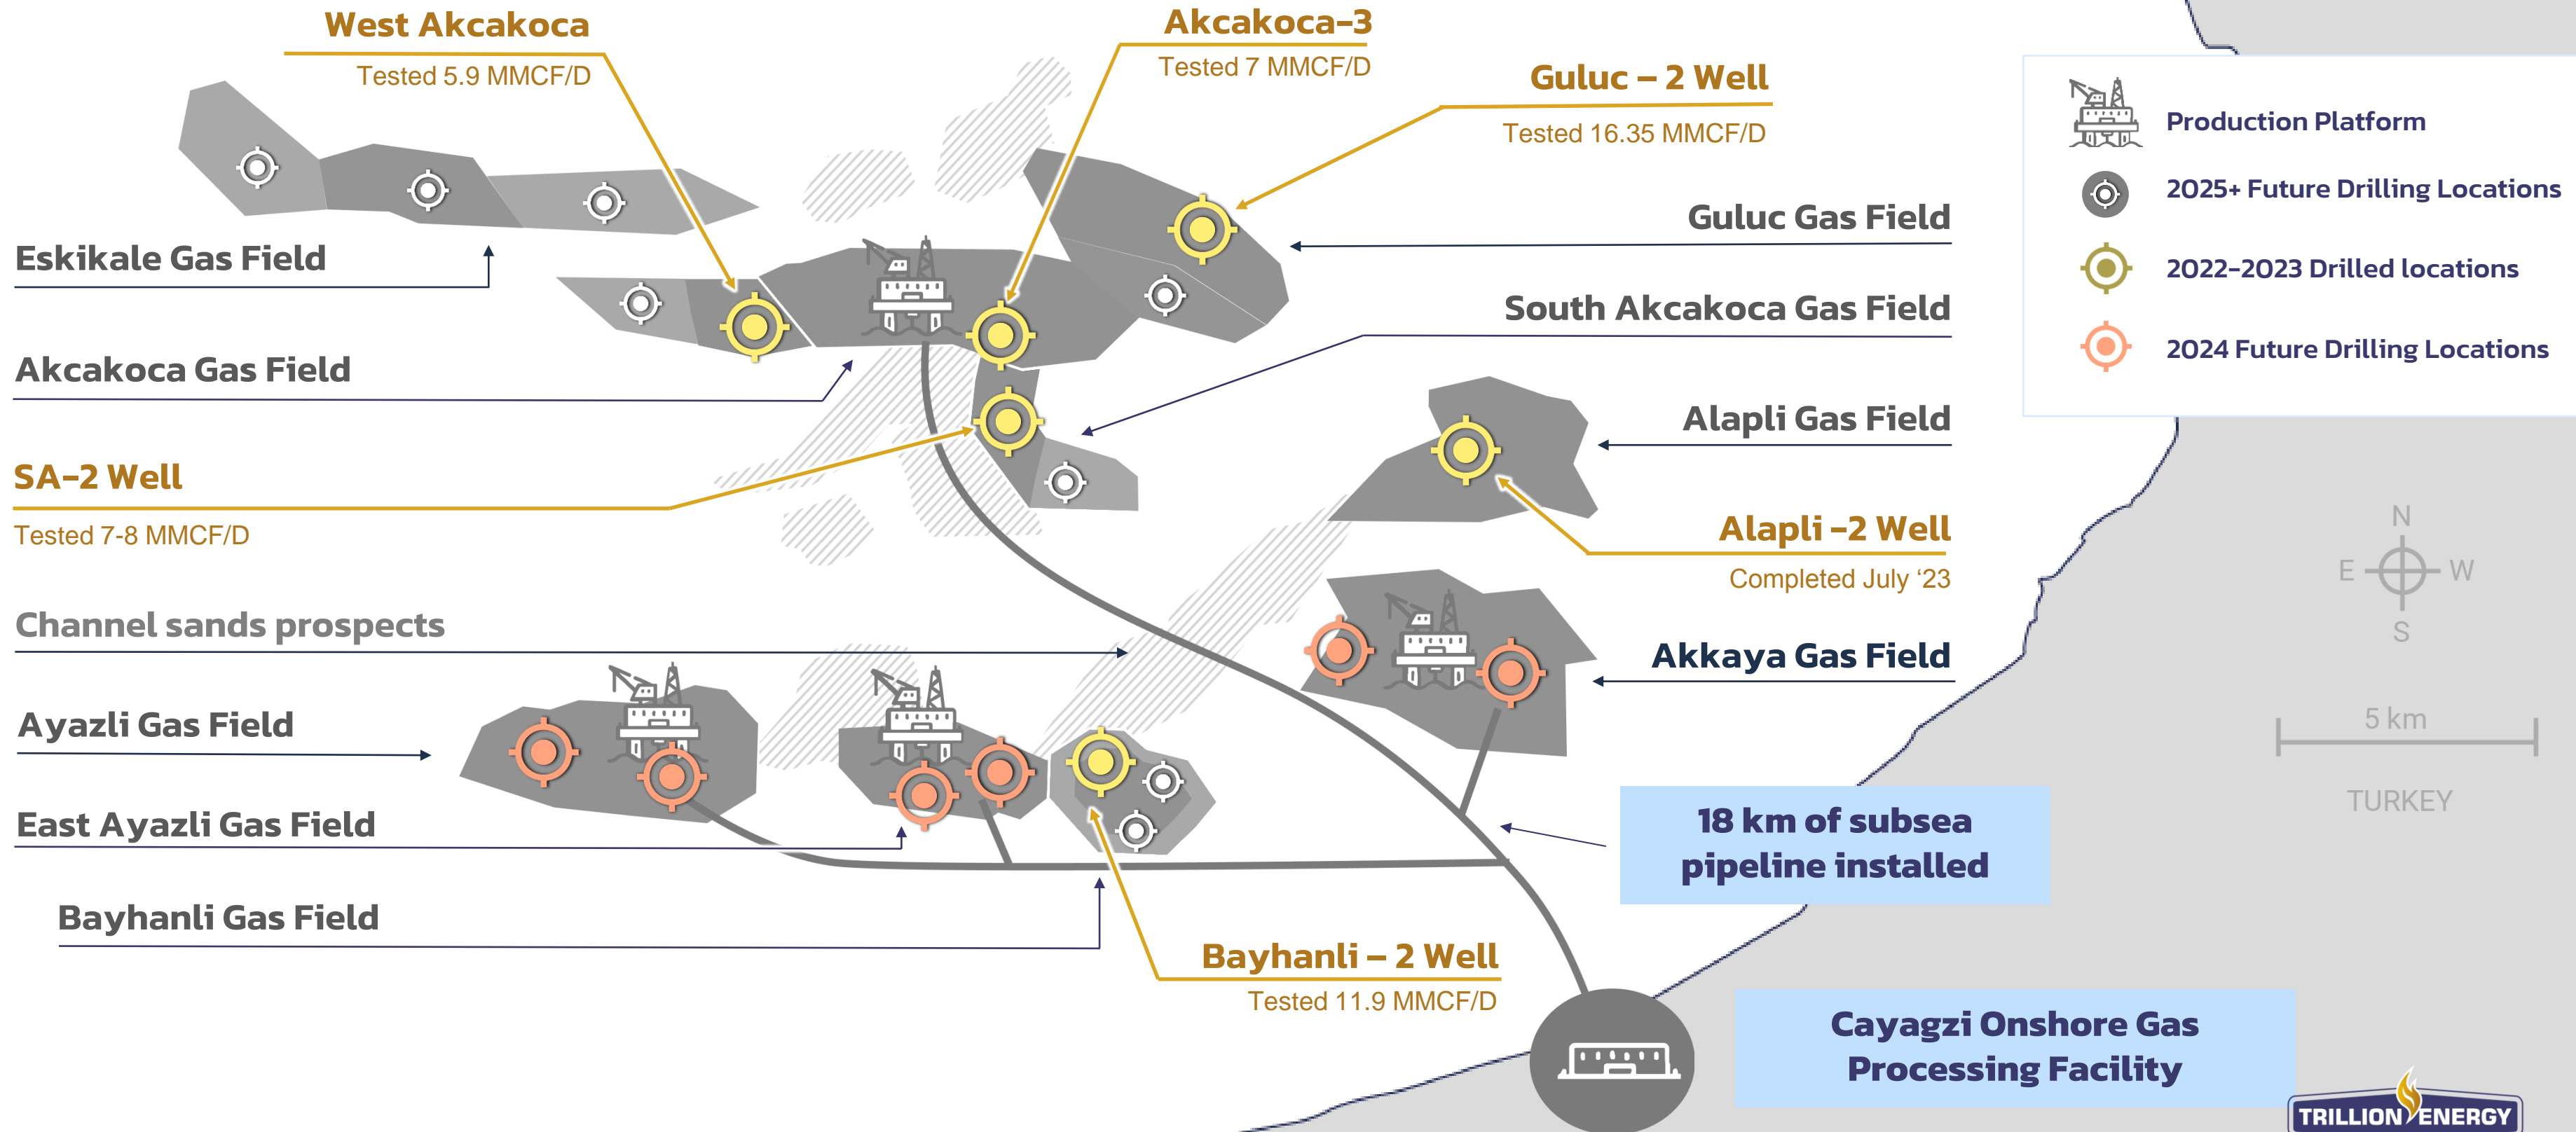 West Akcakoca
Tested 5.9 MMCF/D
Akcakoca-3
Tested 7 MMCF/D
Guluc – 2 Well
Tested 16.35 MMCF/D
Production Platform
2025+ Future Drilling Locations
2022-2023 Drilled locations
2024 Future Drilling Locations
Eskikale Gas Field
Guluc Gas Field
South Akcakoca Gas Field
Akcakoca Gas Field
Alapli Gas Field
SA-2 Well
Tested 7-8 MMCF/D
Alapli –2 Well
Completed July ‘23
N
E
W
S
Channel sands prospects
Akkaya Gas Field
Ayazli Gas Field
5 km
TURKEY
East Ayazli Gas Field
18 km of subsea
pipeline installed
Bayhanli Gas Field
Bayhanli – 2 Well
Tested 11.9 MMCF/D
Cayagzi Onshore Gas
Processing Facility
TRILLION ENERGY